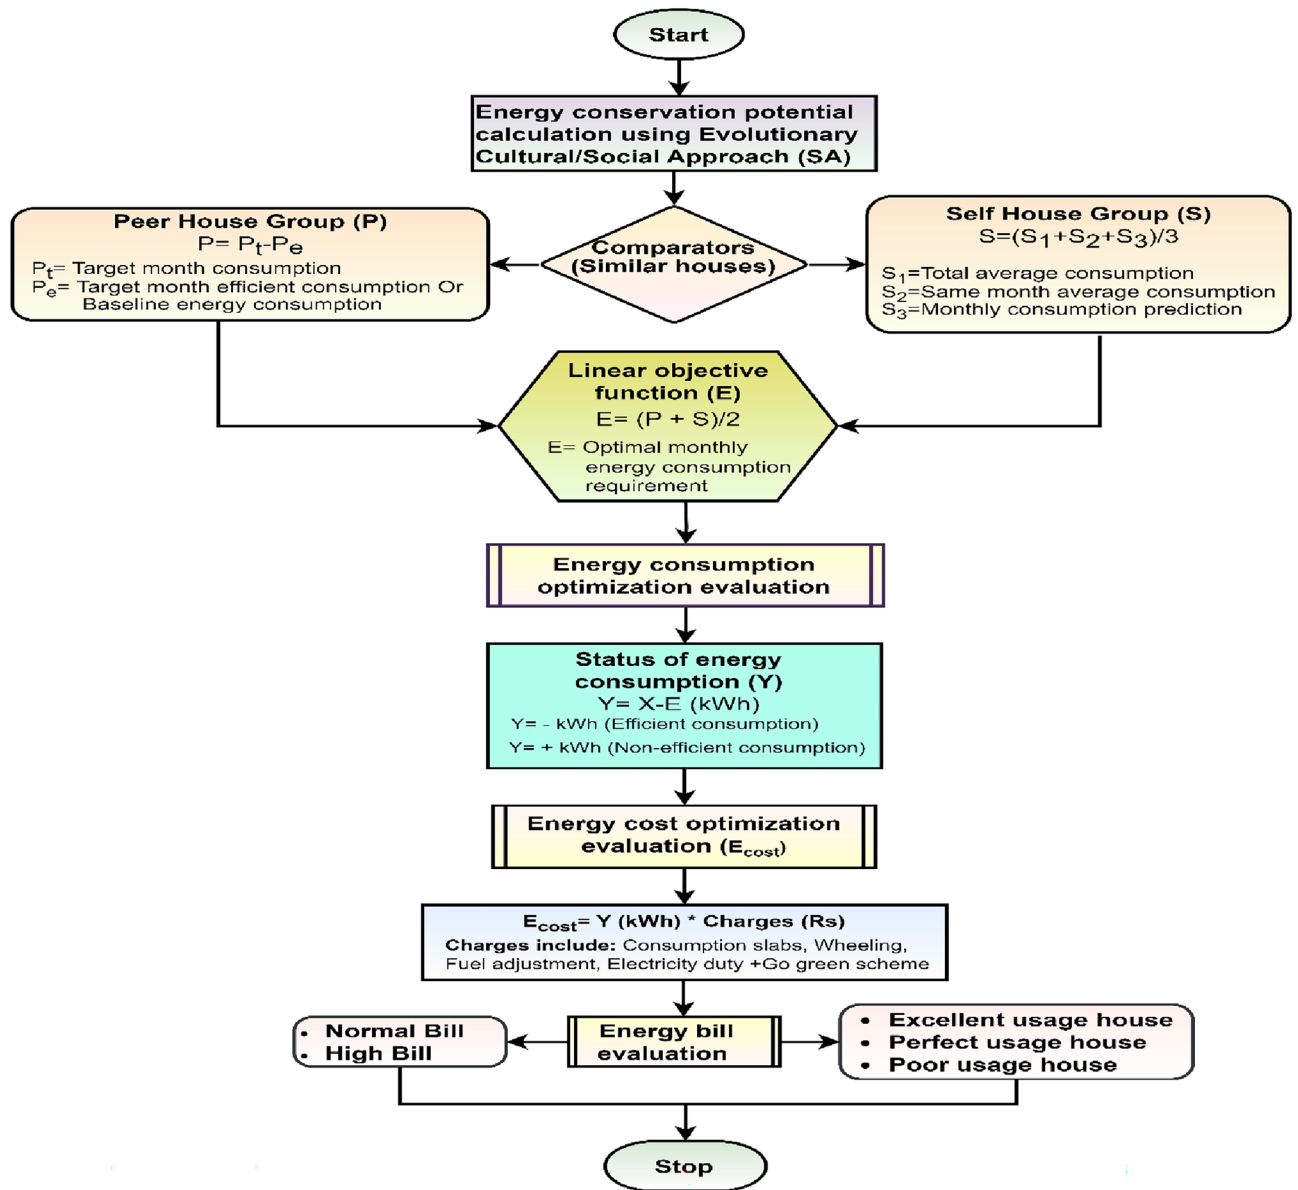 Start
Energy conservation potential
calculation using Evolutionary
Cultural/Social Approach (SA)
Peer House Group (P)
P= Pt-Pe
Pt= Target month consumption
Pe= Target month efficient consumption Or
Baseline energy consumption
Comparators
(Similar houses)
Self House Group (S)
S=(S1+S2+S3)/3
S1=Total average consumption
S2=Same month average consumption
S3=Monthly consumption prediction
Linear objective
function (E)
E= (P + S)/2
E= Optimal monthly
energy consumption
requirement
Energy consumption
optimization evaluation
Status of energy
consumption (Y)
Y= X-E (kWh)
Y= - kWh (Efficient consumption)
Y= + kWh (Non-efficient consumption)
Energy cost optimization
evaluation (Ecost)
Ecost= Y (kWh) * Charges (Rs)
Charges include: Consumption slabs, Wheeling,
Fuel adjustment, Electricity duty +Go green scheme
• Normal Bill
• High Bill
Energy bill
evaluation
• Excellent usage house
• Perfect usage house
• Poor usage house
Stop